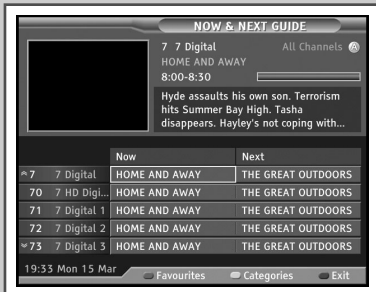 NOW & NEXT GUIDE
7 7 Digital All Channels A
HOME AND AWAY
8:00-8:30
Hyde assaults his own son. Terrorism
hits Summer Bay High. Tasha
disappears. Hayley's not coping with...
Now Next
7 7 Digital HOME AND AWAY THE GREAT OUTDOORS
70 7 HD Digi... HOME AND AWAY THE GREAT OUTDOORS
71 7 Digital 1 HOME AND AWAY THE GREAT OUTDOORS
72 7 Digital 2 HOME AND AWAY THE GREAT OUTDOORS
73 7 Digital 3 HOME AND AWAY THE GREAT OUTDOORS
19:33 Mon 15 Mar Favourites Categories Exit